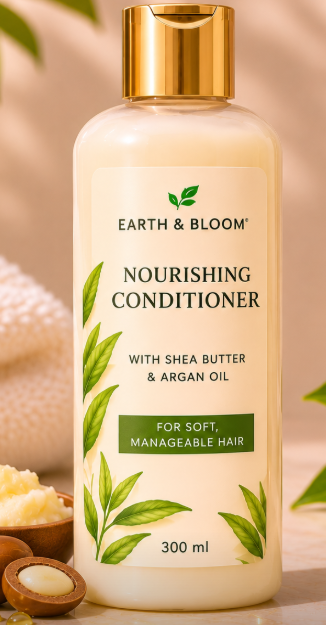 EARTH & BLOOM®
NOURISHING
CONDITIONER
WITH SHEA BUTTER
& ARGAN OIL
FOR SOFT,
MANAGEABLE HAIR
300 ml